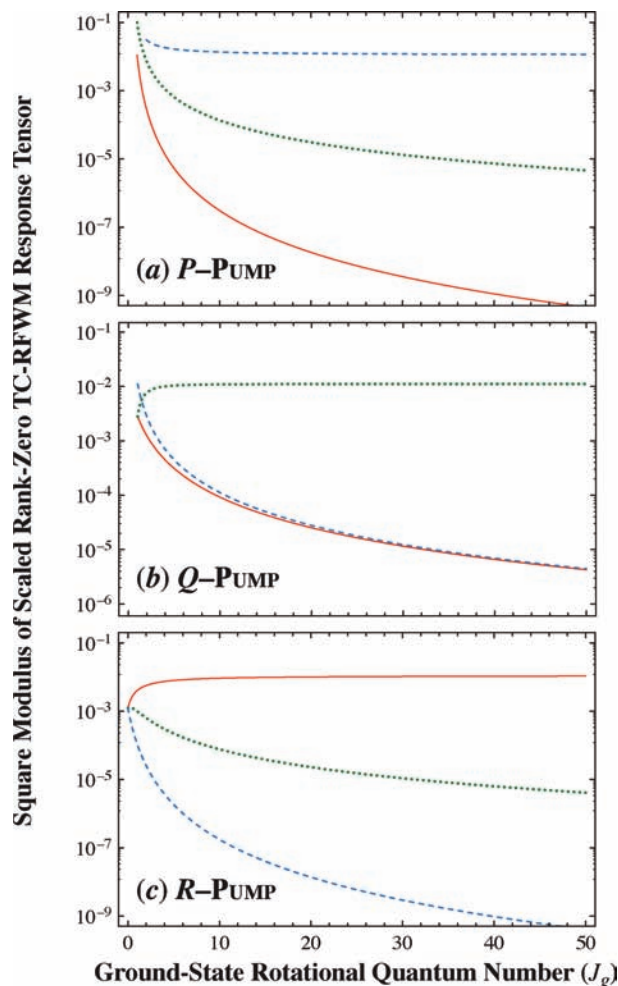 Square Modulus of Scaled Rank-Zero TC-RFWM Response Tensor
10⁻¹
10⁻³
10⁻⁵
10⁻⁷
10⁻⁹
(a) P–PUMP
10⁻¹
10⁻²
10⁻³
10⁻⁴
10⁻⁵
10⁻⁶
(b) Q–PUMP
10⁻¹
10⁻³
10⁻⁵
10⁻⁷
10⁻⁹
(c) R–PUMP
0 10 20 30 40 50
Ground-State Rotational Quantum Number (J_g)